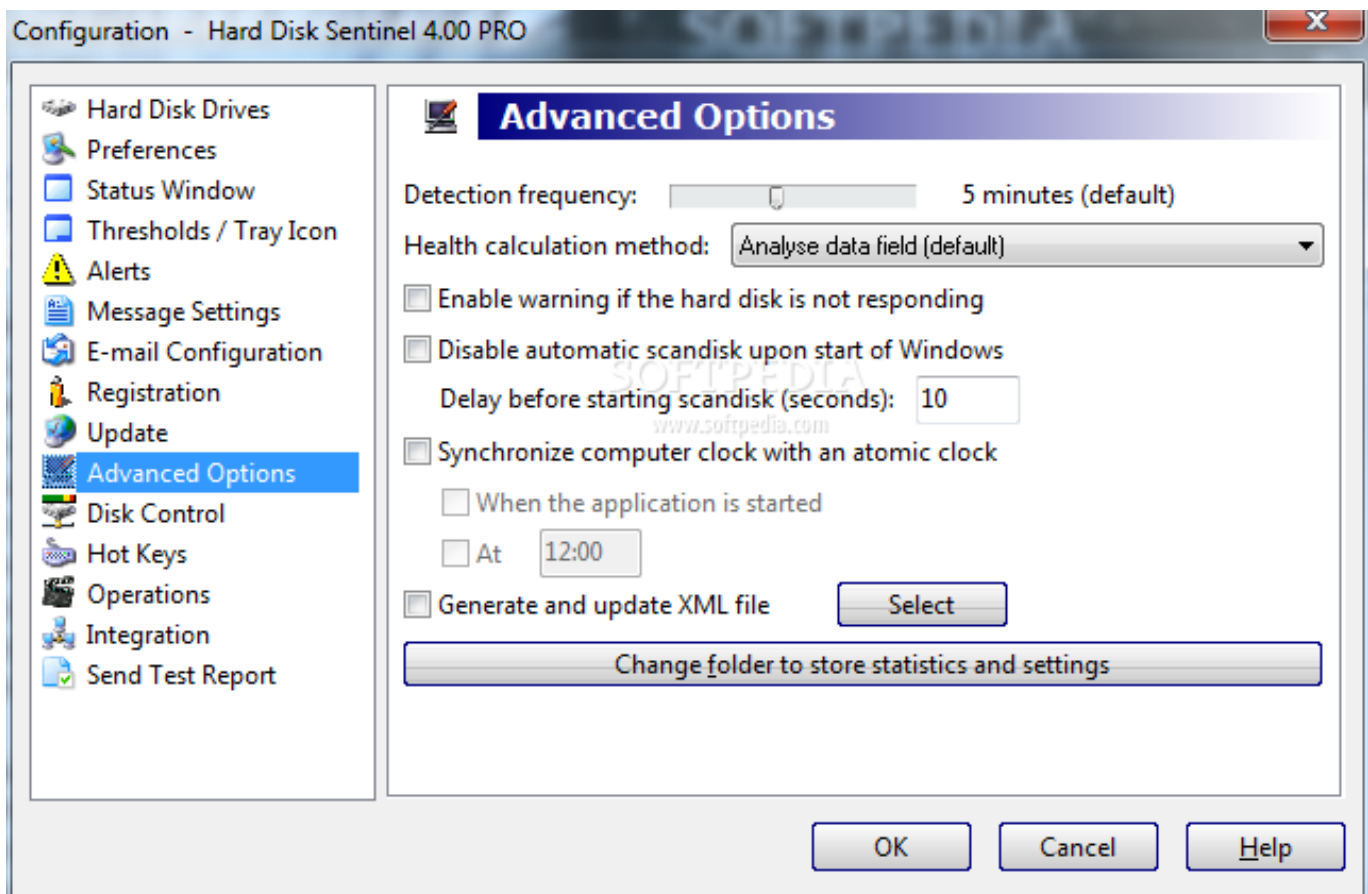 Configuration - Hard Disk Sentinel 4.00 PRO
Hard Disk Drives
Preferences
Status Window
Thresholds / Tray Icon
Alerts
Message Settings
E-mail Configuration
Registration
Update
Advanced Options
Disk Control
Hot Keys
Operations
Integration
Send Test Report
Advanced Options
Detection frequency: 5 minutes (default)
Health calculation method: Analyse data field (default)
Enable warning if the hard disk is not responding
Disable automatic scandisk upon start of Windows
SOFTPEDIA
Delay before starting scandisk (seconds): 10
www.softpedia.com
Synchronize computer clock with an atomic clock
When the application is started
At 12:00
Generate and update XML file Select
Change folder to store statistics and settings
OK Cancel Help